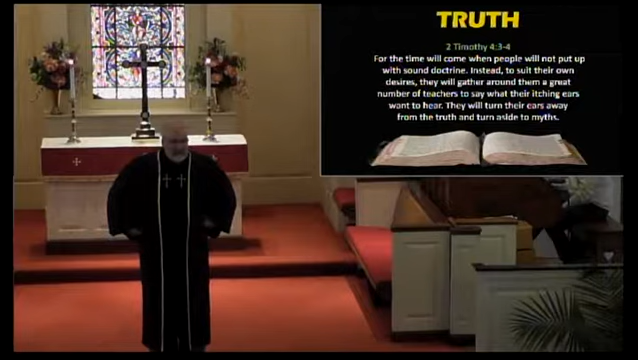 TRUTH
2 Timothy 4:3-4
For the time will come when people will not put up
with sound doctrine. Instead, to suit their own
desires, they will gather around them a great
number of teachers to say what their itching ears
want to hear. They will turn their ears away
from the truth and turn aside to myths.